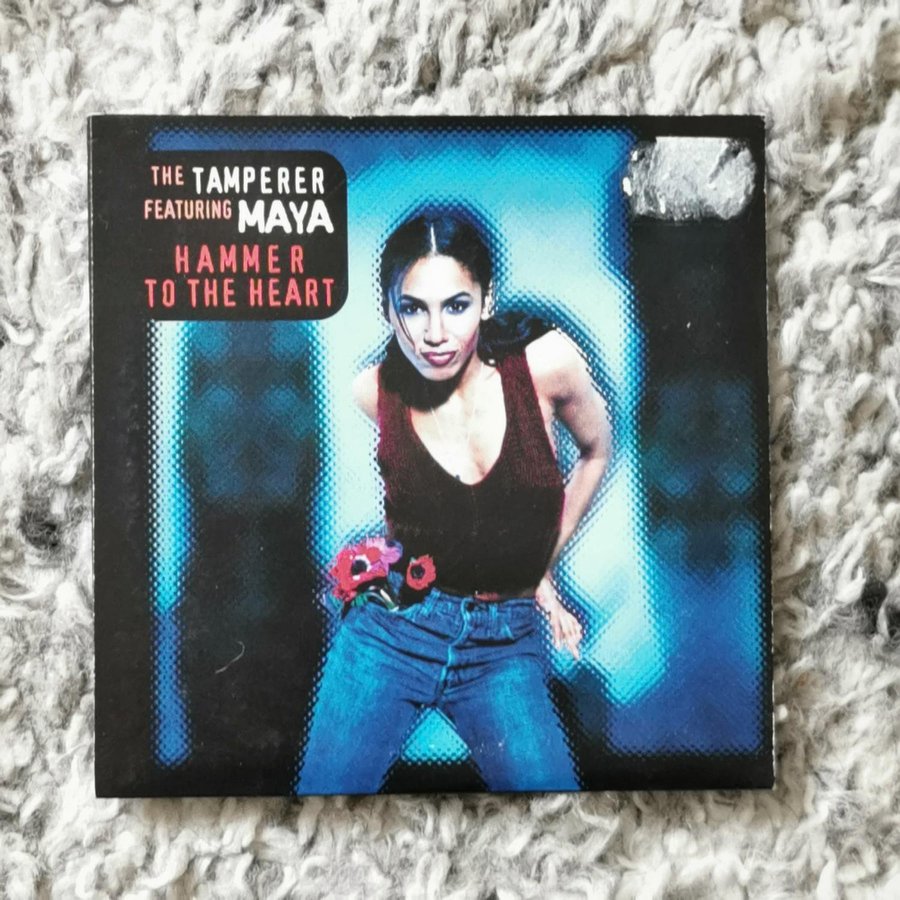 THE TAMPERER
FEATURING MAYA
HAMMER
TO THE HEART